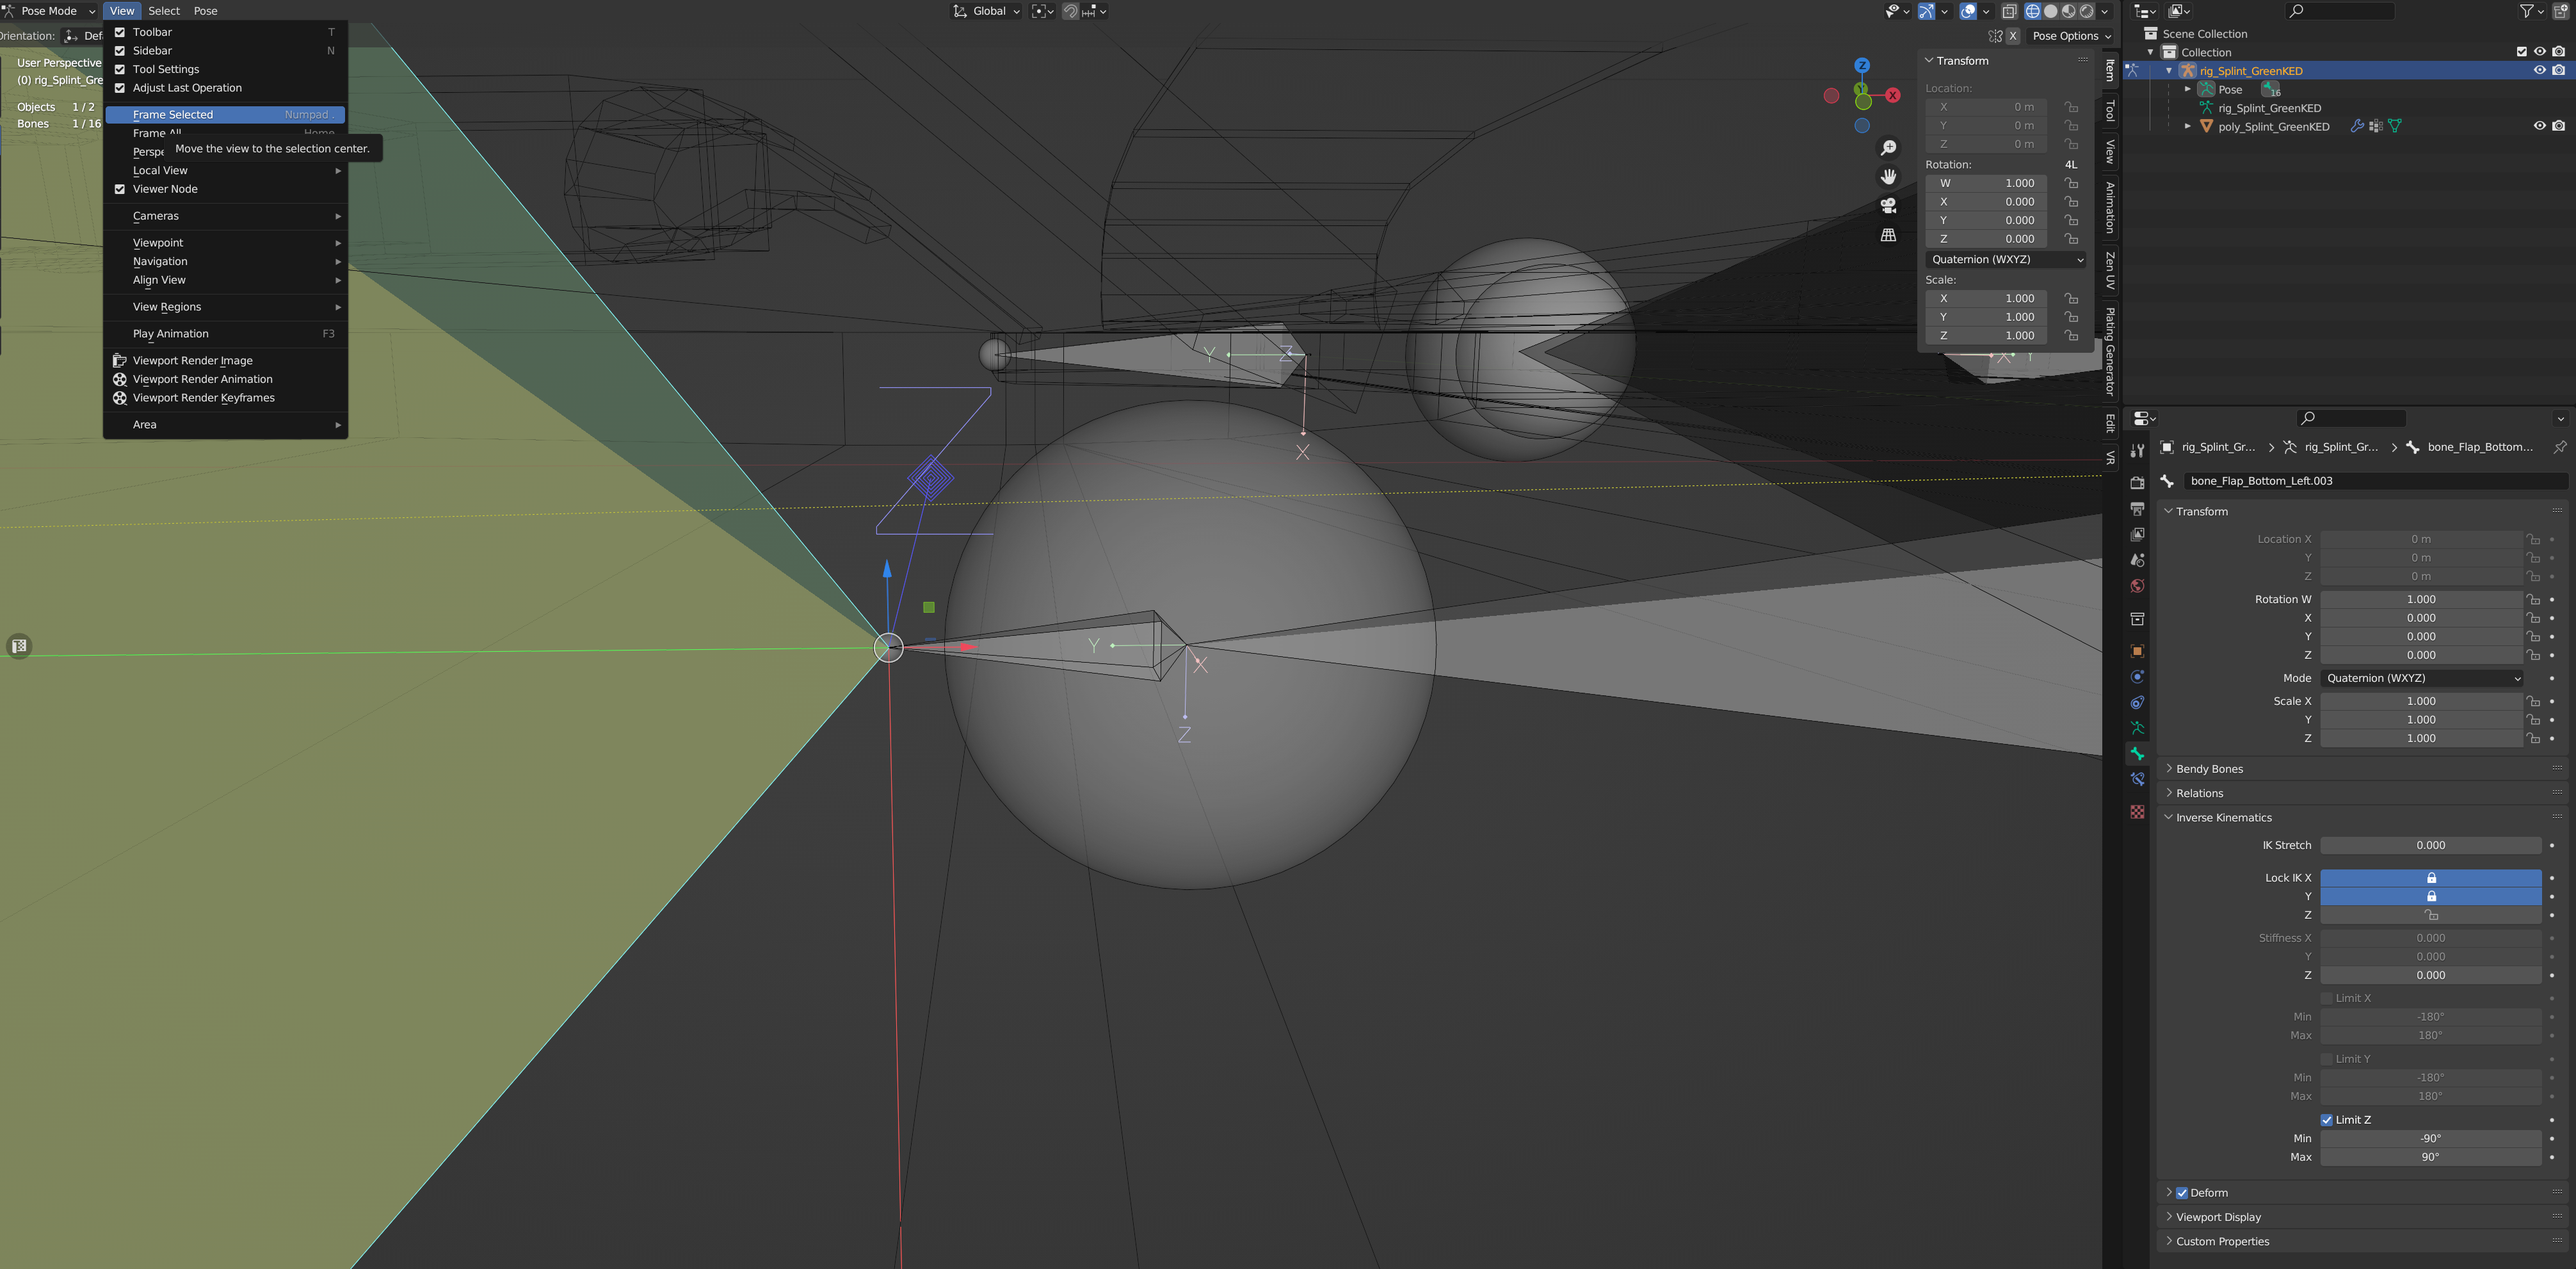 Pose Mode View Select Pose Global
Orientation: Def
Pose Options
User Perspective
(0) rig_Splint_Gre
Objects 1 / 2
Bones 1 / 16
Toolbar T
Sidebar N
Tool Settings
Adjust Last Operation
Frame Selected Numpad .
Frame All Home
Perspe
Move the view to the selection center.
Local View
Viewer Node
Cameras
Viewpoint
Navigation
Align View
View Regions
Play Animation F3
Viewport Render Image
Viewport Render Animation
Viewport Render Keyframes
Area
Z
X
Y
Y
Z
X
X
Y
Y
X
Z
X
Transform
Location:
X 0 m
Y 0 m
Z 0 m
Rotation: 4L
W 1.000
X 0.000
Y 0.000
Z 0.000
Quaternion (WXYZ)
Scale:
X 1.000
Y 1.000
Z 1.000
Item
Tool
View
Animation
Zen UV
Plating Generator
Edit
VR
Scene Collection
Collection
rig_Splint_GreenKED
Pose 16
rig_Splint_GreenKED
poly_Splint_GreenKED
rig_Splint_Gr... rig_Splint_Gr... bone_Flap_Bottom...
bone_Flap_Bottom_Left.003
Transform
Location X 0 m
Y 0 m
Z 0 m
Rotation W 1.000
X 0.000
Y 0.000
Z 0.000
Mode Quaternion (WXYZ)
Scale X 1.000
Y 1.000
Z 1.000
Bendy Bones
Relations
Inverse Kinematics
IK Stretch 0.000
Lock IK X
Y
Z
Stiffness X 0.000
Y 0.000
Z 0.000
Limit X
Min -180°
Max 180°
Limit Y
Min -180°
Max 180°
Limit Z
Min -90°
Max 90°
Deform
Viewport Display
Custom Properties